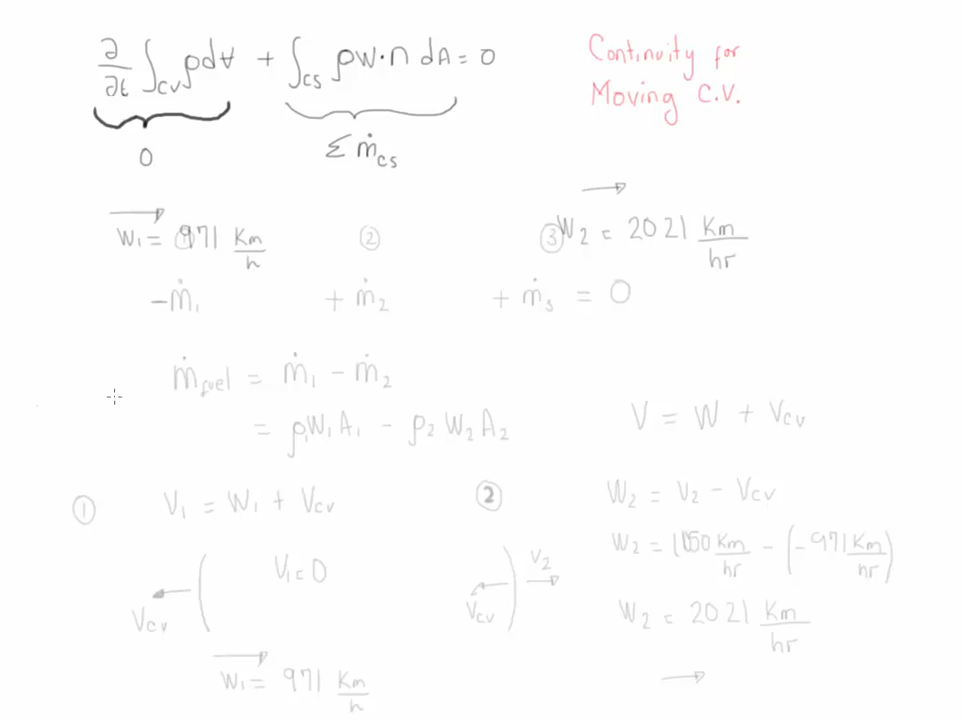 ∂/∂t ∫cv ρd∀ + ∫cs ρw·n dA = 0
Continuity for
Moving C.V.
0
Σ ṁcs
W₁ = 971 Km/h
①
②
③
W₂ = 2021 Km/hr
-ṁ₁ + ṁ₂ + ṁ₃ = 0
ṁfuel = ṁ₁ - ṁ₂
= ρ₁W₁A₁ - ρ₂W₂A₂
V = W + Vcv
①
V₁ = W₁ + Vcv
V₁ = 0
Vcv
W₁ = 971 Km/h
②
V₂
Vcv
W₂ = V₂ - Vcv
W₂ = 1050 Km/hr - (-971 Km/hr)
W₂ = 2021 Km/hr